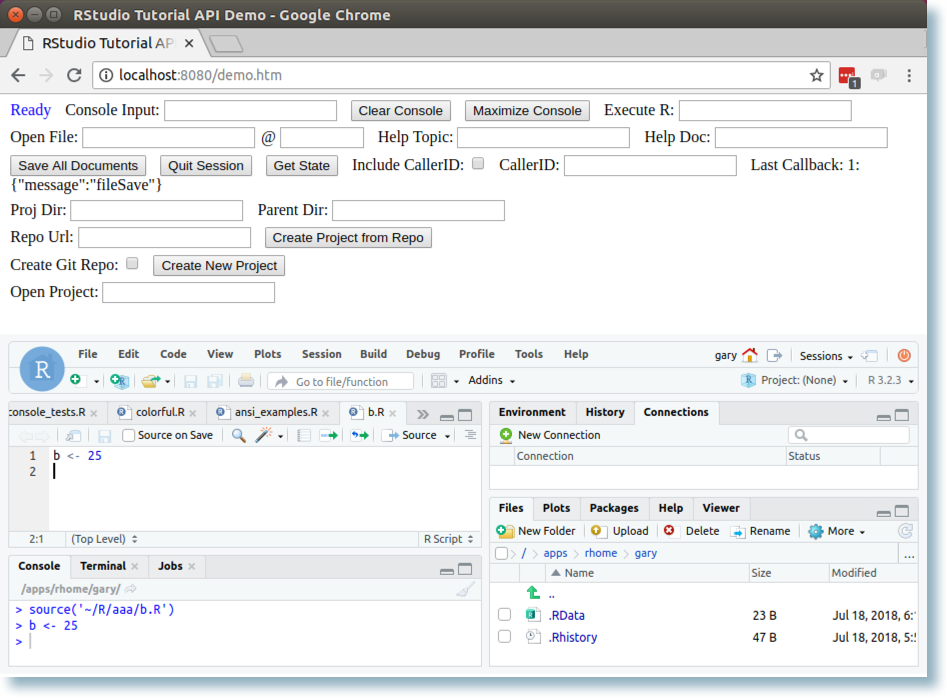 RStudio Tutorial API Demo - Google Chrome
RStudio Tutorial AP
localhost:8080/demo.htm
1
Ready Console Input: Clear Console Maximize Console Execute R:
Open File: @ Help Topic: Help Doc:
Save All Documents Quit Session Get State Include CallerID: CallerID: Last Callback: 1:
{"message":"fileSave"}
Proj Dir: Parent Dir:
Repo Url: Create Project from Repo
Create Git Repo: Create New Project
Open Project:
R File Edit Code View Plots Session Build Debug Profile Tools Help gary Sessions
Go to file/function Addins R Project: (None) R 3.2.3
console_tests.R colorful.R ansi_examples.R b.R
Source on Save Source
1 b <- 25
2
2:1 (Top Level) R Script
Console Terminal Jobs
/apps/rhome/gary/
> source('~/R/aaa/b.R')
> b <- 25
>
Environment History Connections
New Connection
Connection Status
Files Plots Packages Help Viewer
New Folder Upload Delete Rename More
/ apps rhome gary ...
Name Size Modified
..
.RData 23 B Jul 18, 2018, 6:
.Rhistory 47 B Jul 18, 2018, 5: